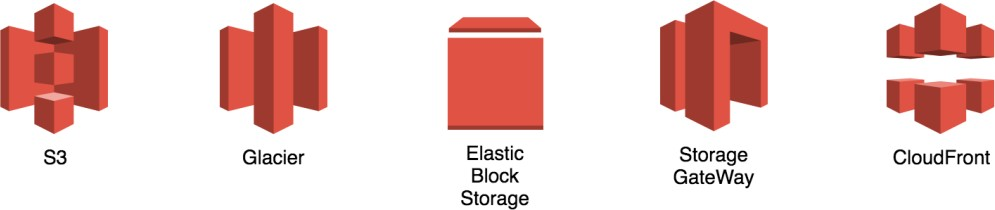 S3
Glacier
Elastic
Block
Storage
Storage
GateWay
CloudFront